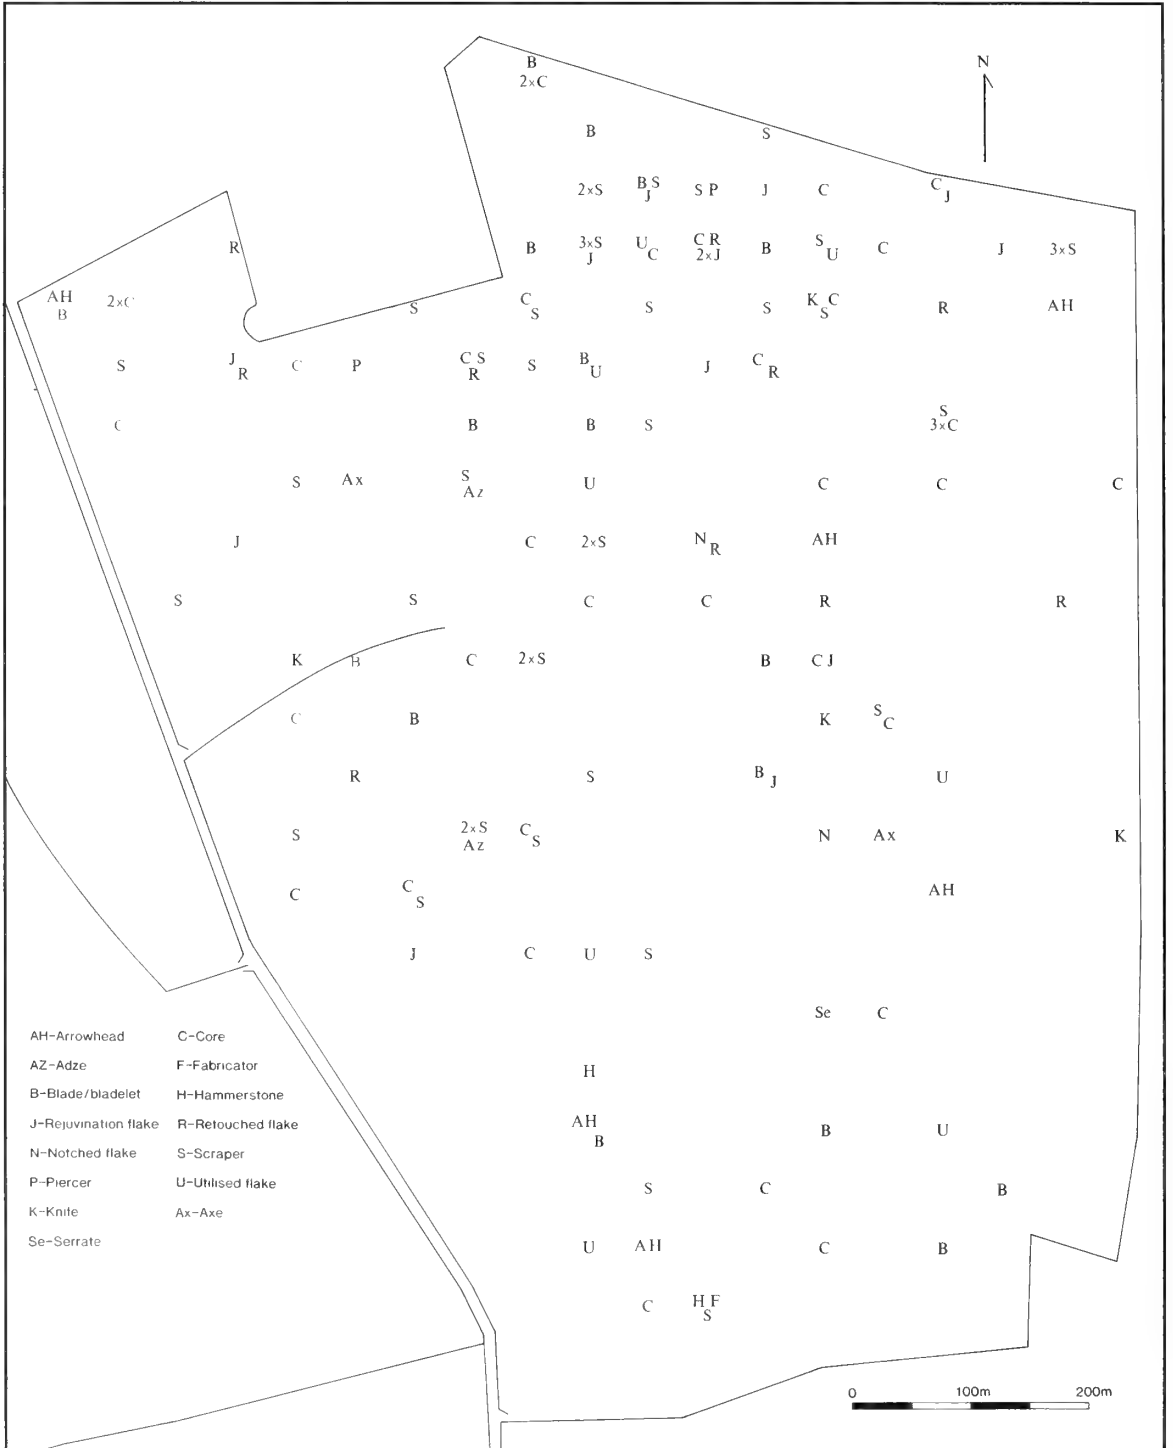 B
2×C
N
B
S
2×S B S S P J C C
J J
R B 3×S U C R B S C J 3×S
J C 2×J U
AH 2×C S C S S K C R AH
B S S
S J C P C S S B J C
R R U R
C B B S S
3×C
S Ax S U C C C
Az
J C 2×S N AH
R
S S C C R R
K B C 2×S B C J
C B K S
C
R S B U
J
S 2×S C N Ax K
Az S
C C AH
S
J C U S
Se C
AH-Arrowhead C-Core
AZ-Adze F-Fabricator
H
B-Blade/bladelet H-Hammerstone
J-Rejuvination flake R-Retouched flake
AH B U
B
N-Notched flake S-Scraper
P-Piercer U-Utilised flake
S C B
K-Knife Ax-Axe
Se-Serrate
U AH C B
C H F
S
0 100m 200m